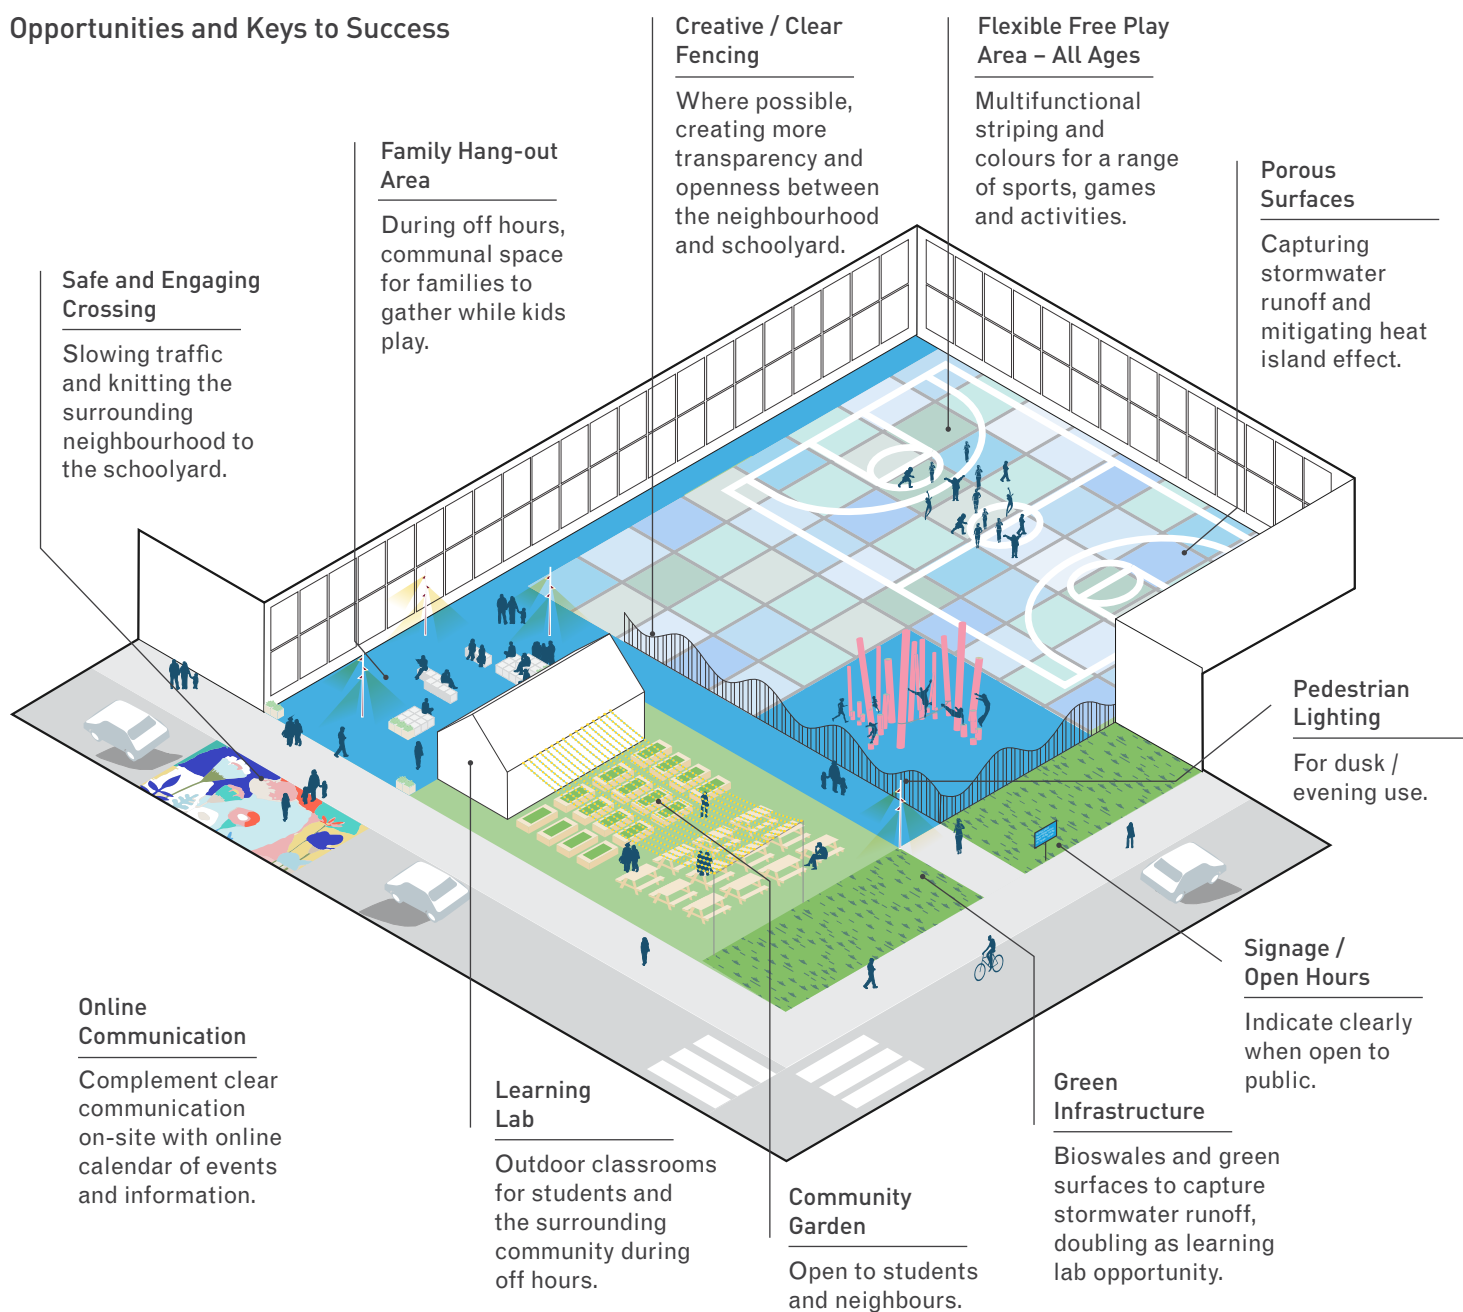 Opportunities and Keys to Success
Creative / Clear
Fencing
Where possible,
creating more
transparency and
openness between
the neighbourhood
and schoolyard.
Flexible Free Play
Area – All Ages
Multifunctional
striping and
colours for a range
of sports, games
and activities.
Family Hang-out
Area
During off hours,
communal space
for families to
gather while kids
play.
Porous
Surfaces
Capturing
stormwater
runoff and
mitigating heat
island effect.
Safe and Engaging
Crossing
Slowing traffic
and knitting the
surrounding
neighbourhood to
the schoolyard.
Pedestrian
Lighting
For dusk /
evening use.
Signage /
Open Hours
Indicate clearly
when open to
public.
Online
Communication
Complement clear
communication
on-site with online
calendar of events
and information.
Learning
Lab
Outdoor classrooms
for students and
the surrounding
community during
off hours.
Community
Garden
Open to students
and neighbours.
Green
Infrastructure
Bioswales and green
surfaces to capture
stormwater runoff,
doubling as learning
lab opportunity.